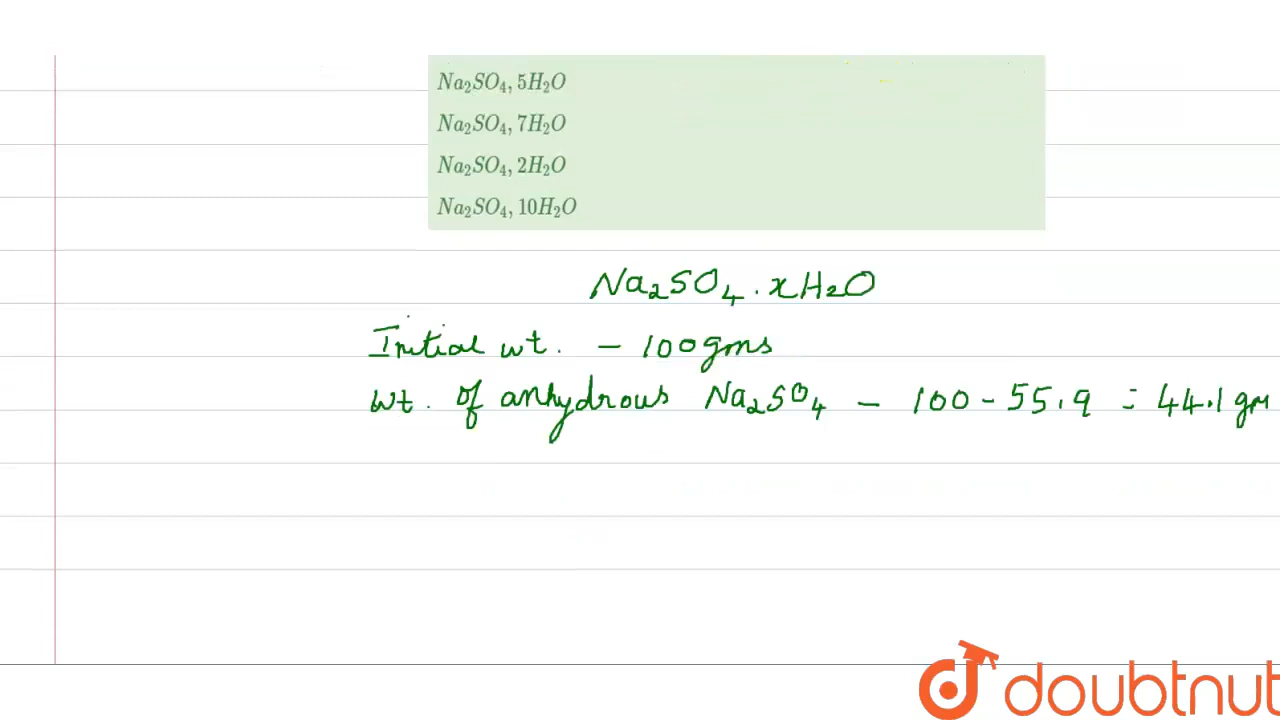 Na₂SO₄, 5H₂O
Na₂SO₄, 7H₂O
Na₂SO₄, 2H₂O
Na₂SO₄, 10H₂O
Na₂SO₄ . xH₂O
Initial wt. – 100gms
Wt. of anhydrous Na₂SO₄ – 100 - 55.9 = 44.1 gm
doubtnut